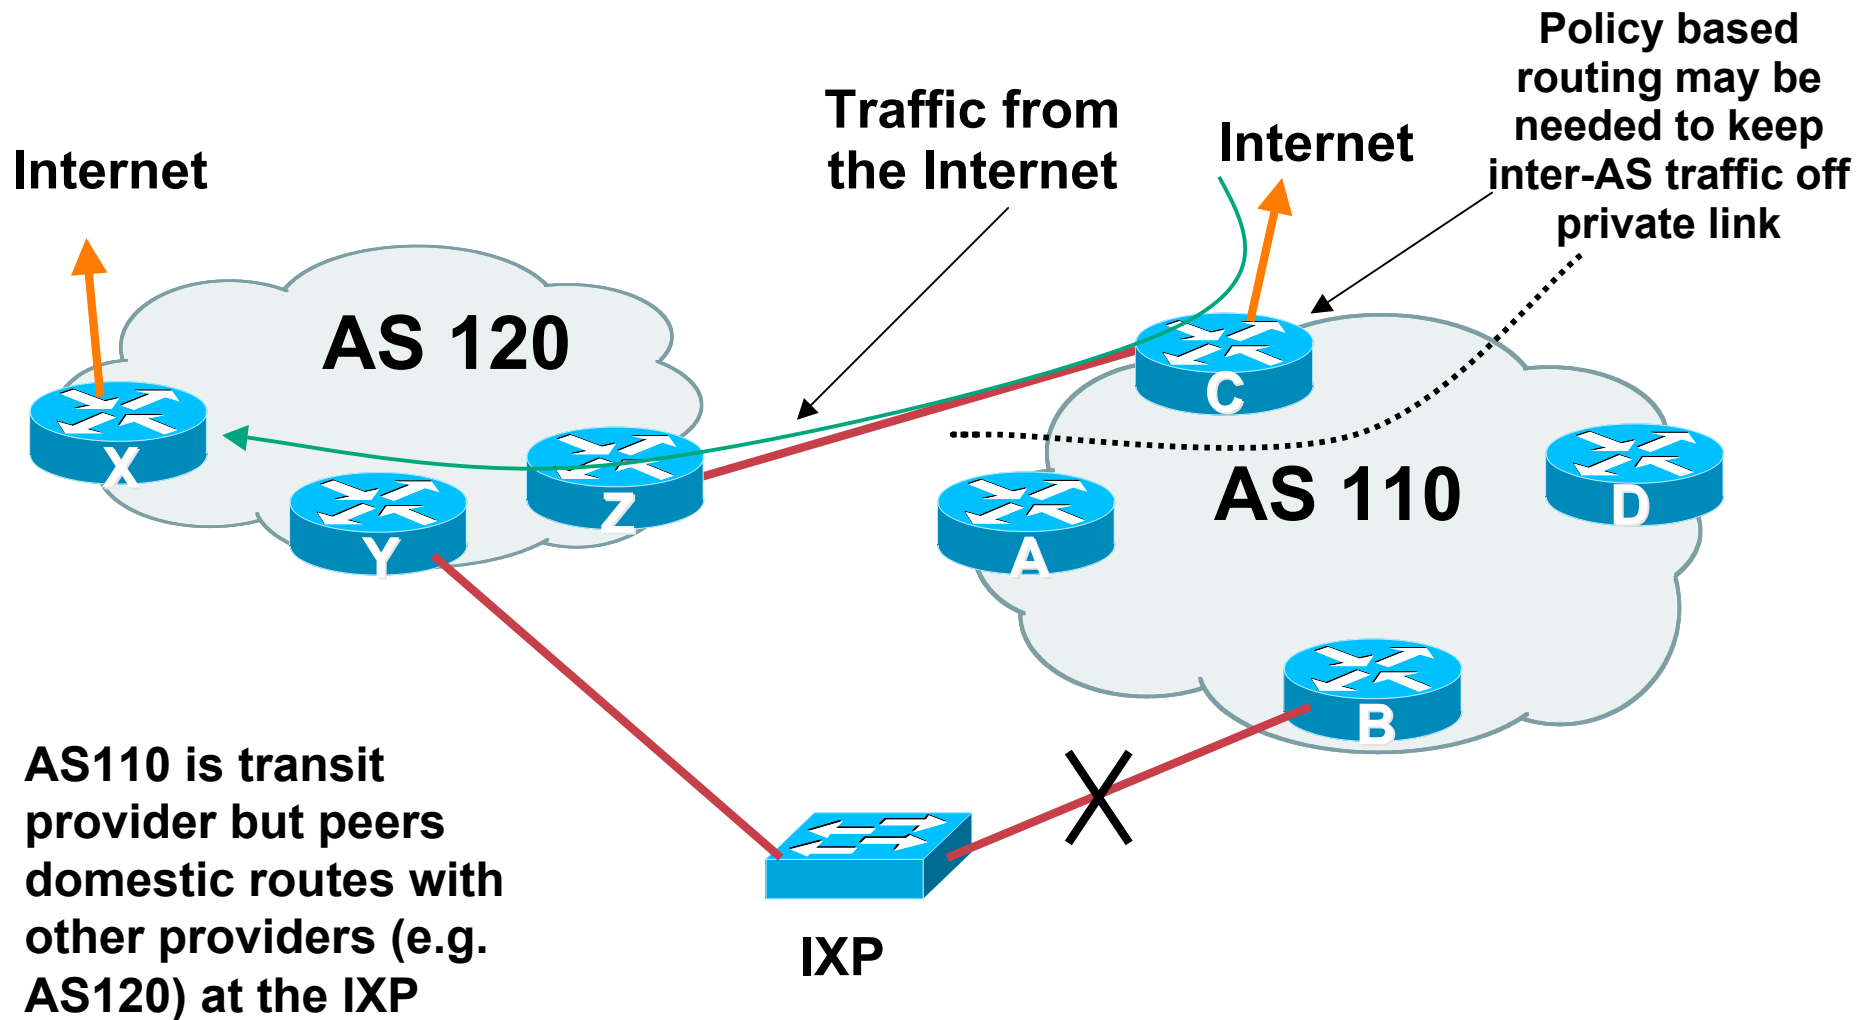 Policy based
routing may be
needed to keep
inter-AS traffic off
private link
Traffic from
the Internet
Internet
Internet
AS 120
C
X
Z
Y
A
AS 110
D
B
AS110 is transit
provider but peers
domestic routes with
other providers (e.g.
AS120) at the IXP
IXP